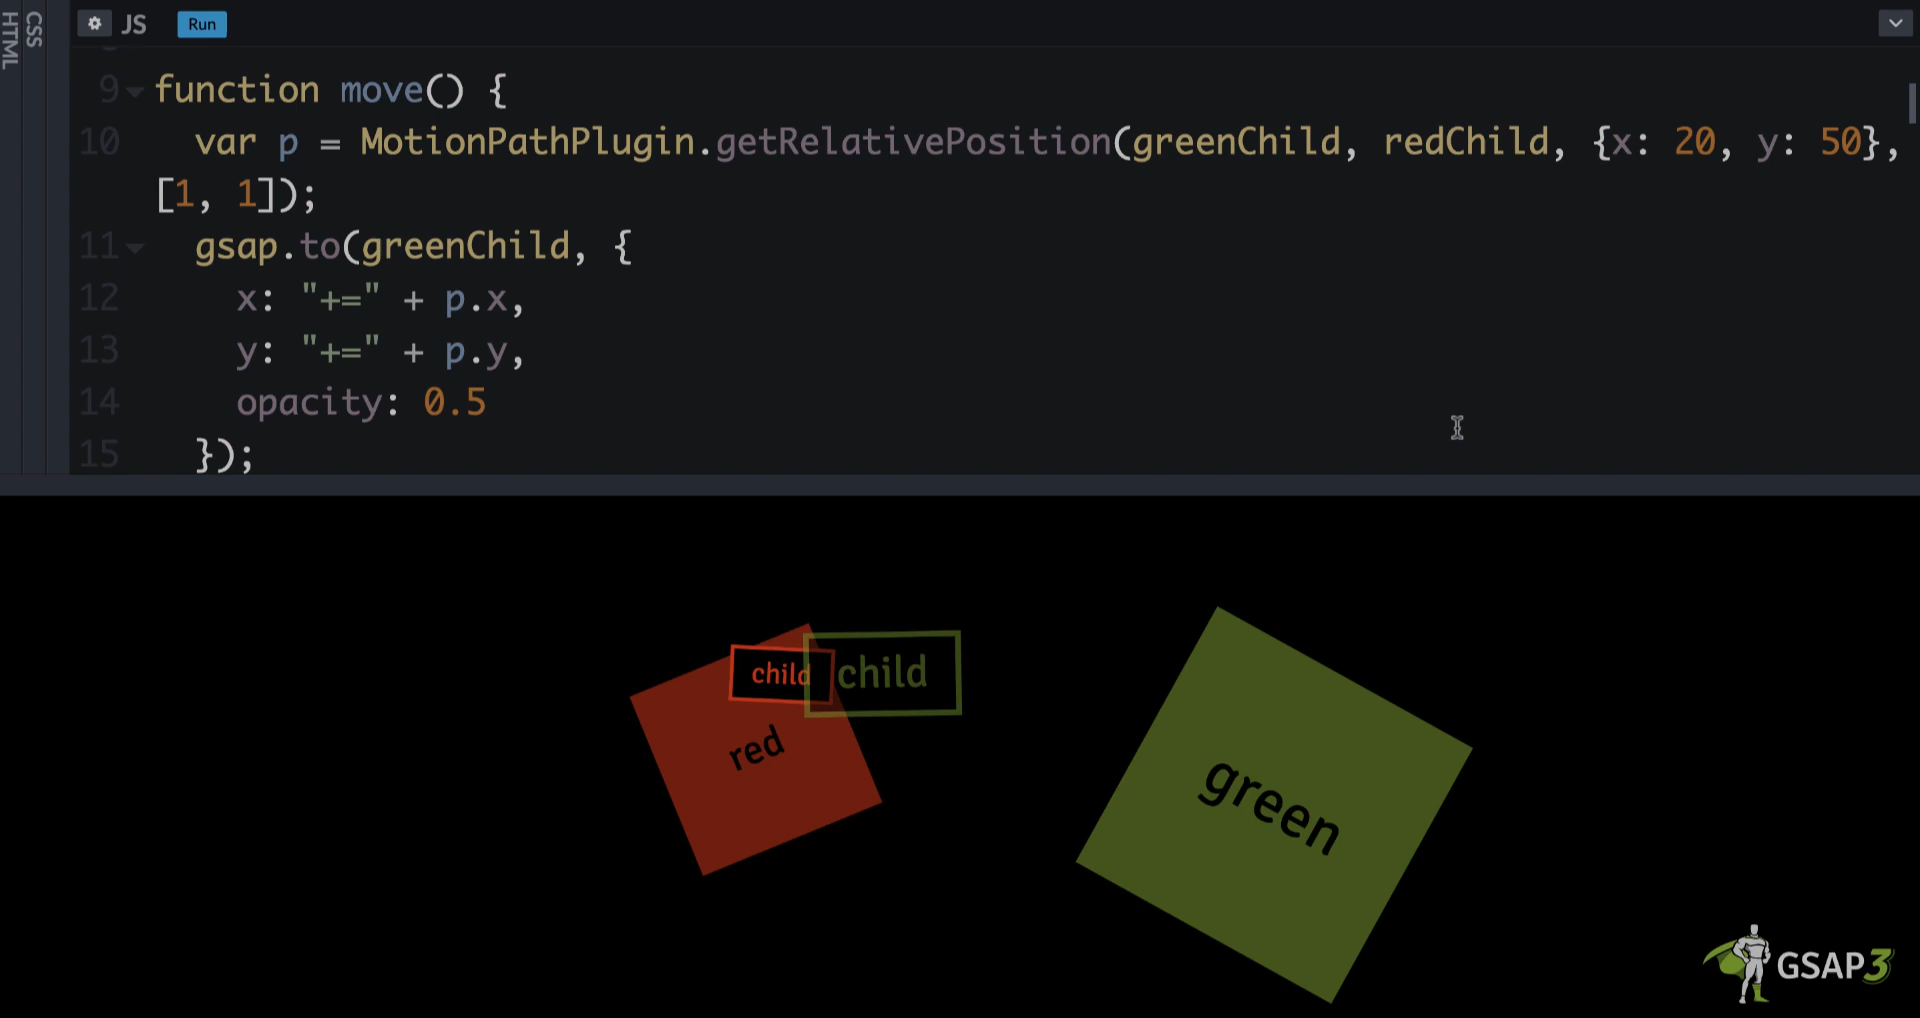 HTML
CSS
JS
Run
9 function move() {
10 var p = MotionPathPlugin.getRelativePosition(greenChild, redChild, {x: 20, y: 50},
[1, 1]);
11 gsap.to(greenChild, {
12 x: "+=" + p.x,
13 y: "+=" + p.y,
14 opacity: 0.5
15 });
child
child
red
green
GSAP3